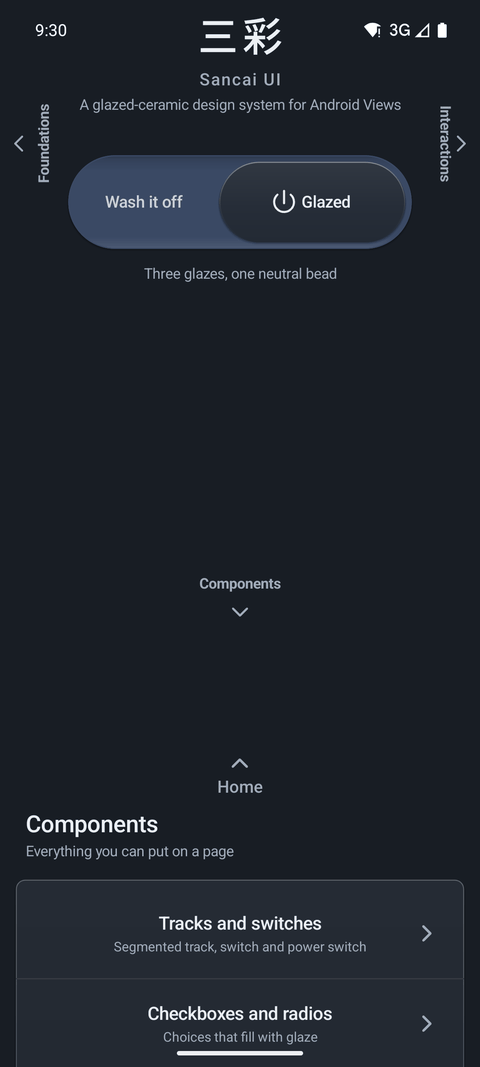 9:30
3G
三彩
Sancai UI
A glazed-ceramic design system for Android Views
Foundations
Interactions
Wash it off
Glazed
Three glazes, one neutral bead
Components
Home
Components
Everything you can put on a page
Tracks and switches
Segmented track, switch and power switch
Checkboxes and radios
Choices that fill with glaze